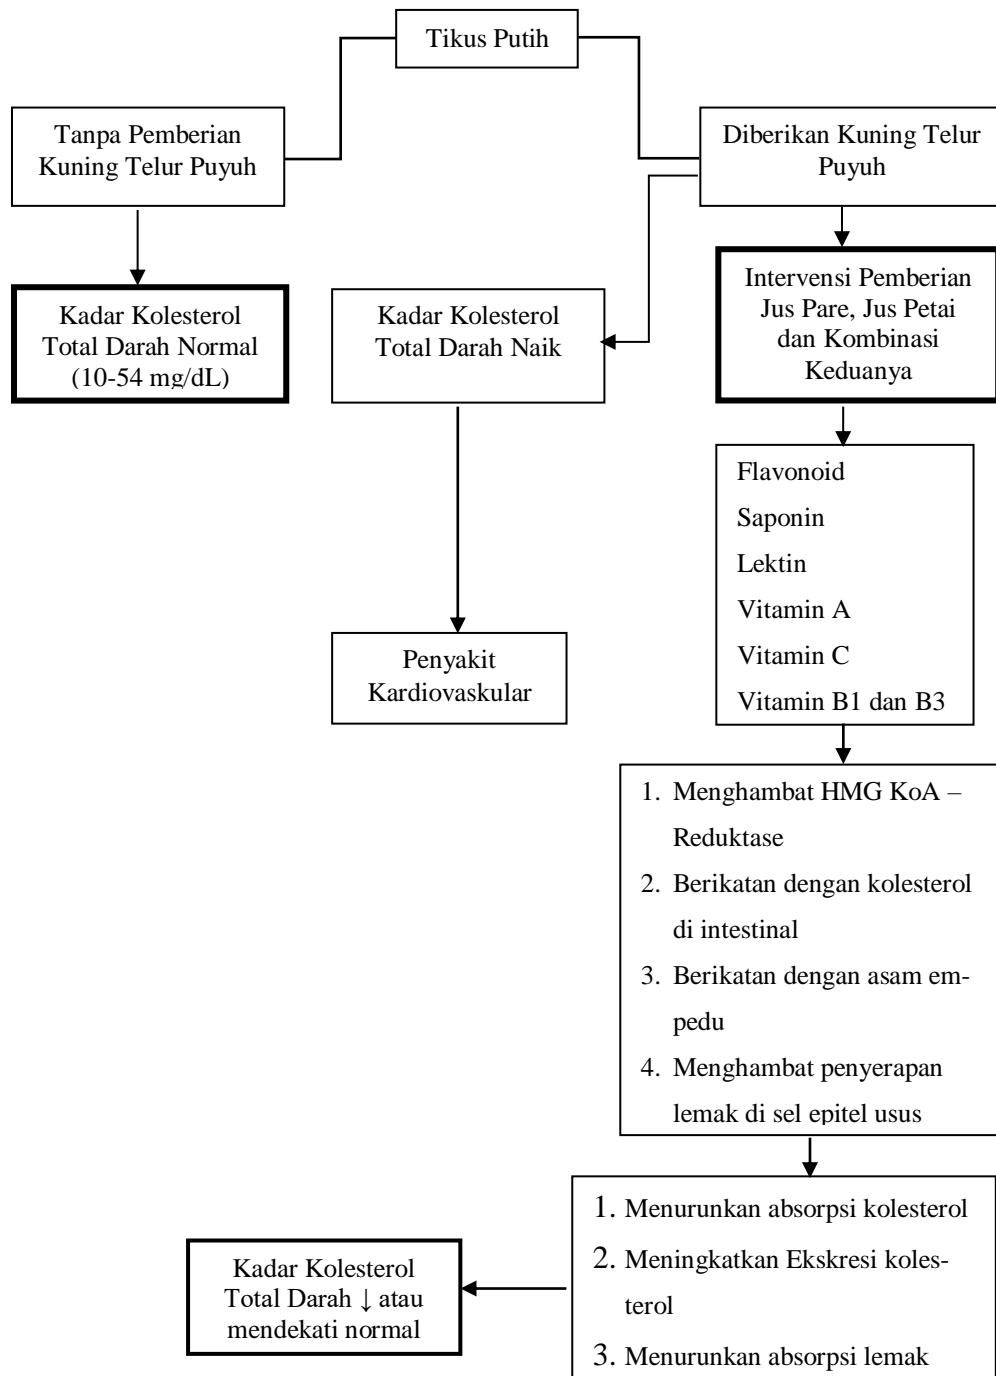 Tikus Putih
Tanpa Pemberian
Kuning Telur Puyuh
Diberikan Kuning Telur
Puyuh
Kadar Kolesterol
Total Darah Normal
(10-54 mg/dL)
Kadar Kolesterol
Total Darah Naik
Intervensi Pemberian
Jus Pare, Jus Petai
dan Kombinasi
Keduanya
Flavonoid
Saponin
Lektin
Vitamin A
Vitamin C
Vitamin B1 dan B3
Penyakit
Kardiovaskular
1. Menghambat HMG KoA –
Reduktase
2. Berikatan dengan kolesterol
di intestinal
3. Berikatan dengan asam em-
pedu
4. Menghambat penyerapan
lemak di sel epitel usus
1. Menurunkan absorpsi kolesterol
2. Meningkatkan Ekskresi koles-
terol
3. Menurunkan absorpsi lemak
Kadar Kolesterol
Total Darah ↓ atau
mendekati normal